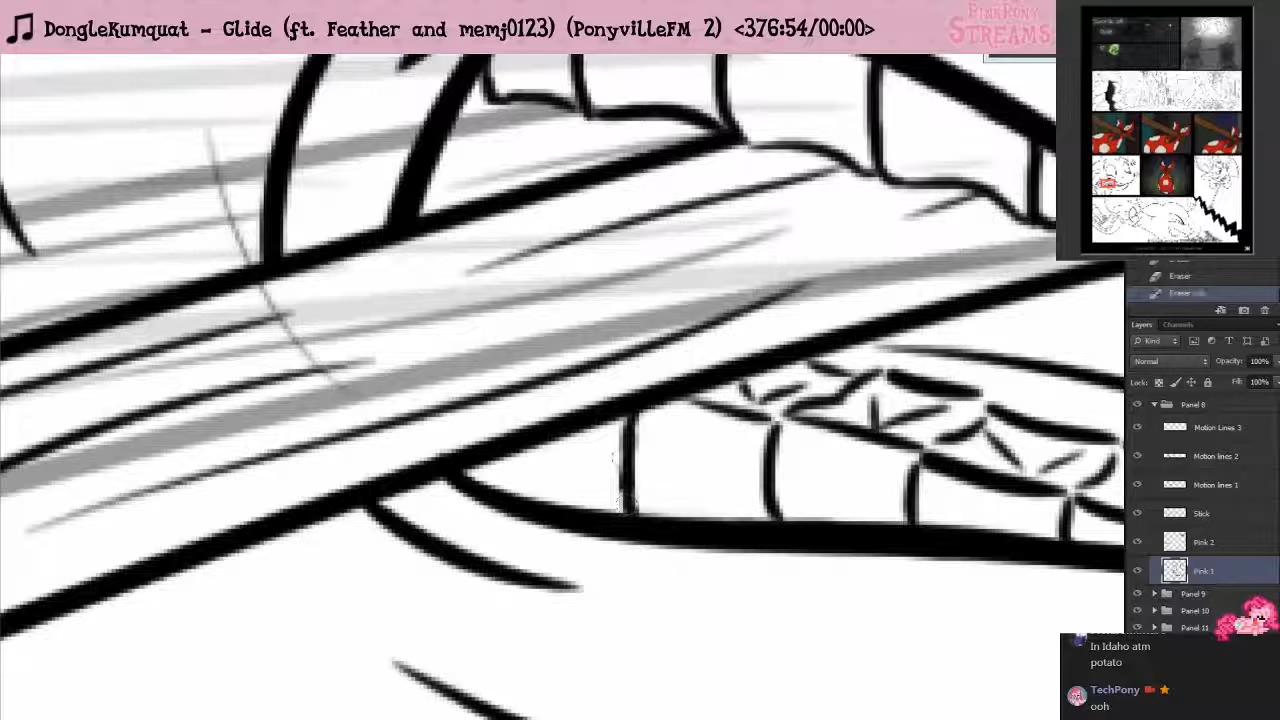 DongleKumquat - Glide (ft. Feather and memj0123) (PonyvilleFM 2) <376:54/00:00>
PinkPony
STREAMS
Eraser
Eraser
Layers Channels
Kind
Normal Opacity: 100%
Lock: Fill: 100%
Panel 8
Motion Lines 3
Motion lines 2
Motion lines 1
Stick
Pink 2
Pink 1
Panel 9
Panel 10
Panel 11
In Idaho atm
potato
TechPony
ooh